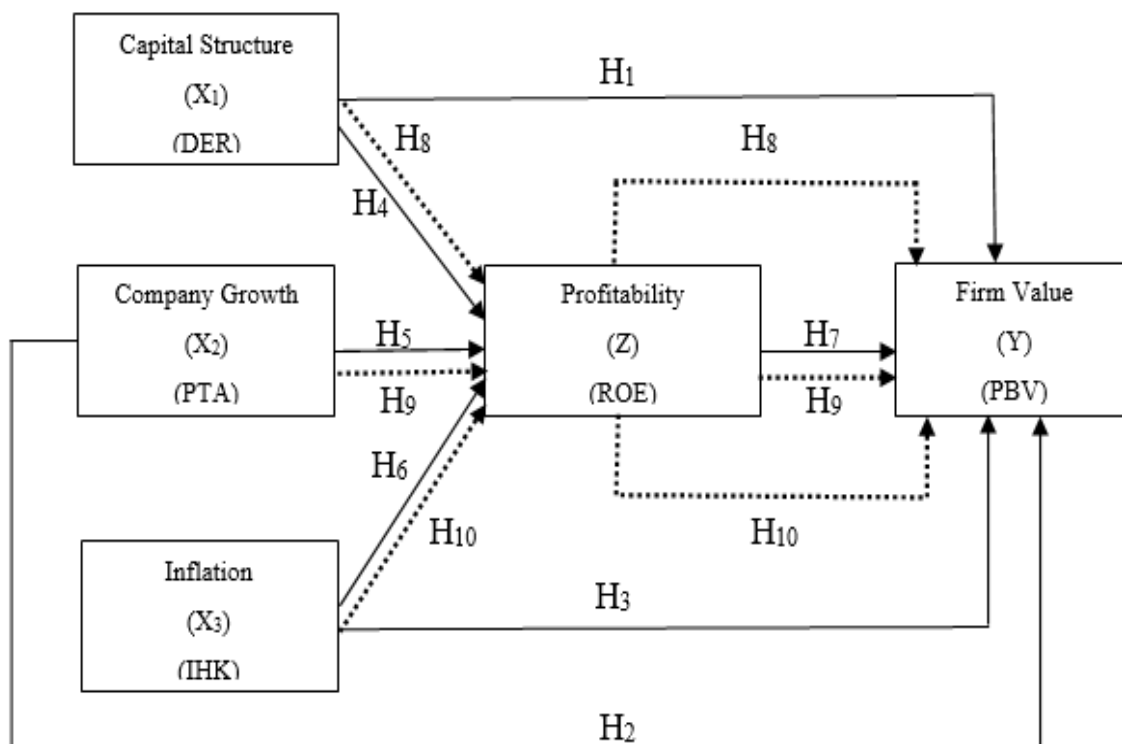 Capital Structure
(X1)
(DER)
H1
H8
H8
H4
Company Growth
(X2)
(PTA)
H5
H9
Profitability
(Z)
(ROE)
H7
H9
Firm Value
(Y)
(PBV)
H6
H10
H10
Inflation
(X3)
(IHK)
H3
H2